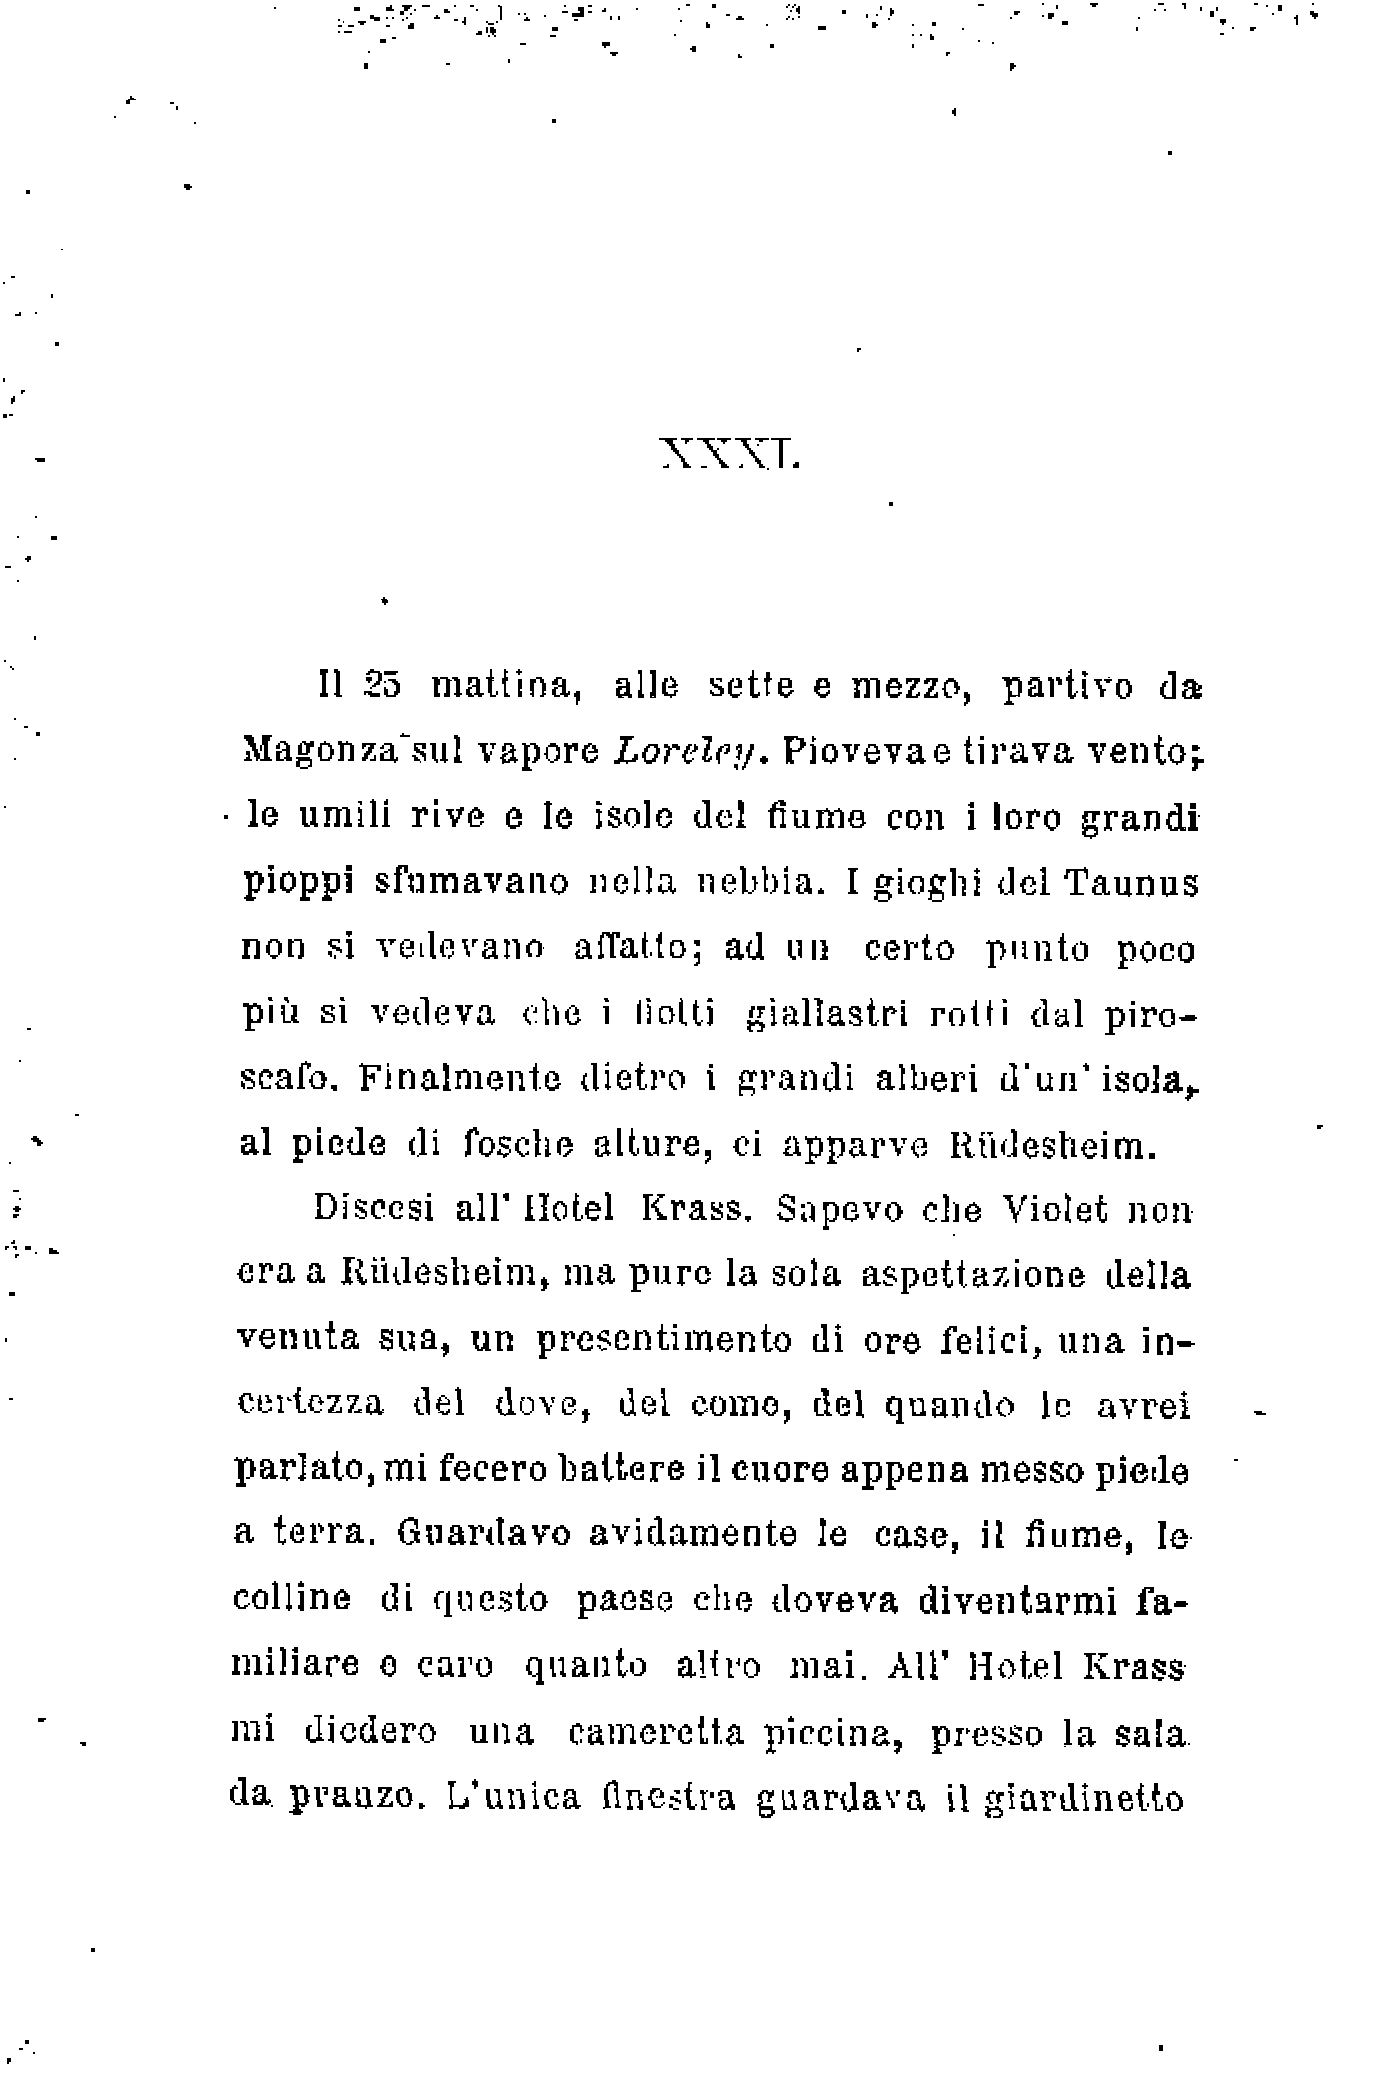 XXXI.
Il 25 mattina, alle sette e mezzo, partivo da
Magonza sul vapore Loreley. Pioveva e tirava vento;
le umili rive e le isole del fiume con i loro grandi
pioppi sfumavano nella nebbia. I gioghi del Taunus
non si vedevano affatto; ad un certo punto poco
più si vedeva che i fiotti giallastri rotti dal piro-
scafo. Finalmente dietro i grandi alberi d'un' isola,
al piede di fosche alture, ci apparve Rüdesheim.
Discesi all' Hotel Krass. Sapevo che Violet non
era a Rüdesheim, ma pure la sola aspettazione della
venuta sua, un presentimento di ore felici, una in-
certezza del dove, del come, del quando le avrei
parlato, mi fecero battere il cuore appena messo piede
a terra. Guardavo avidamente le case, il fiume, le
colline di questo paese che doveva diventarmi fa-
miliare e caro quanto altro mai. All' Hotel Krass
mi diedero una cameretta piccina, presso la sala
da pranzo. L'unica finestra guardava il giardinetto